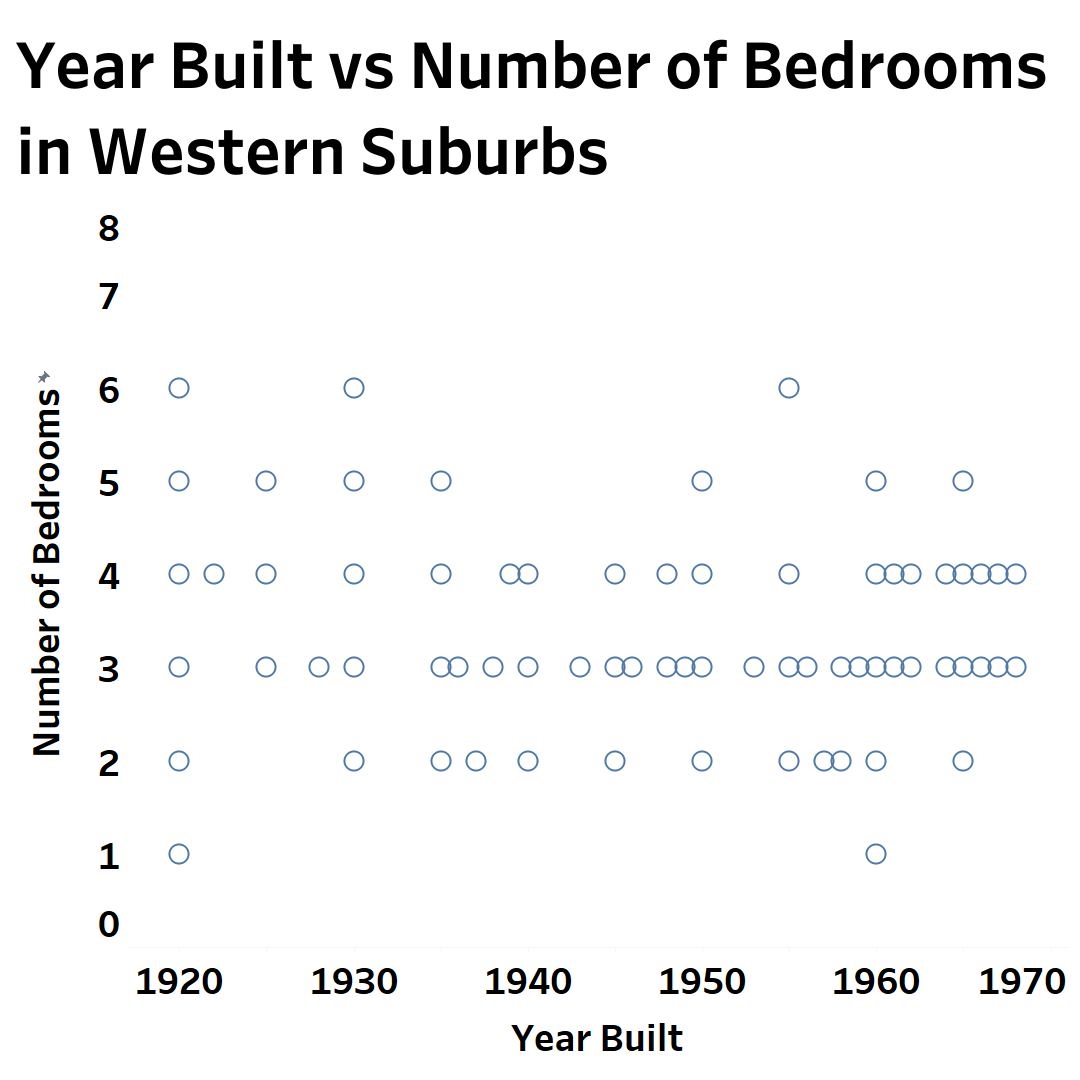 Year Built vs Number of Bedrooms
in Western Suburbs
8
7
6
5
4
3
2
1
0
Number of Bedrooms
1920 1930 1940 1950 1960 1970
Year Built